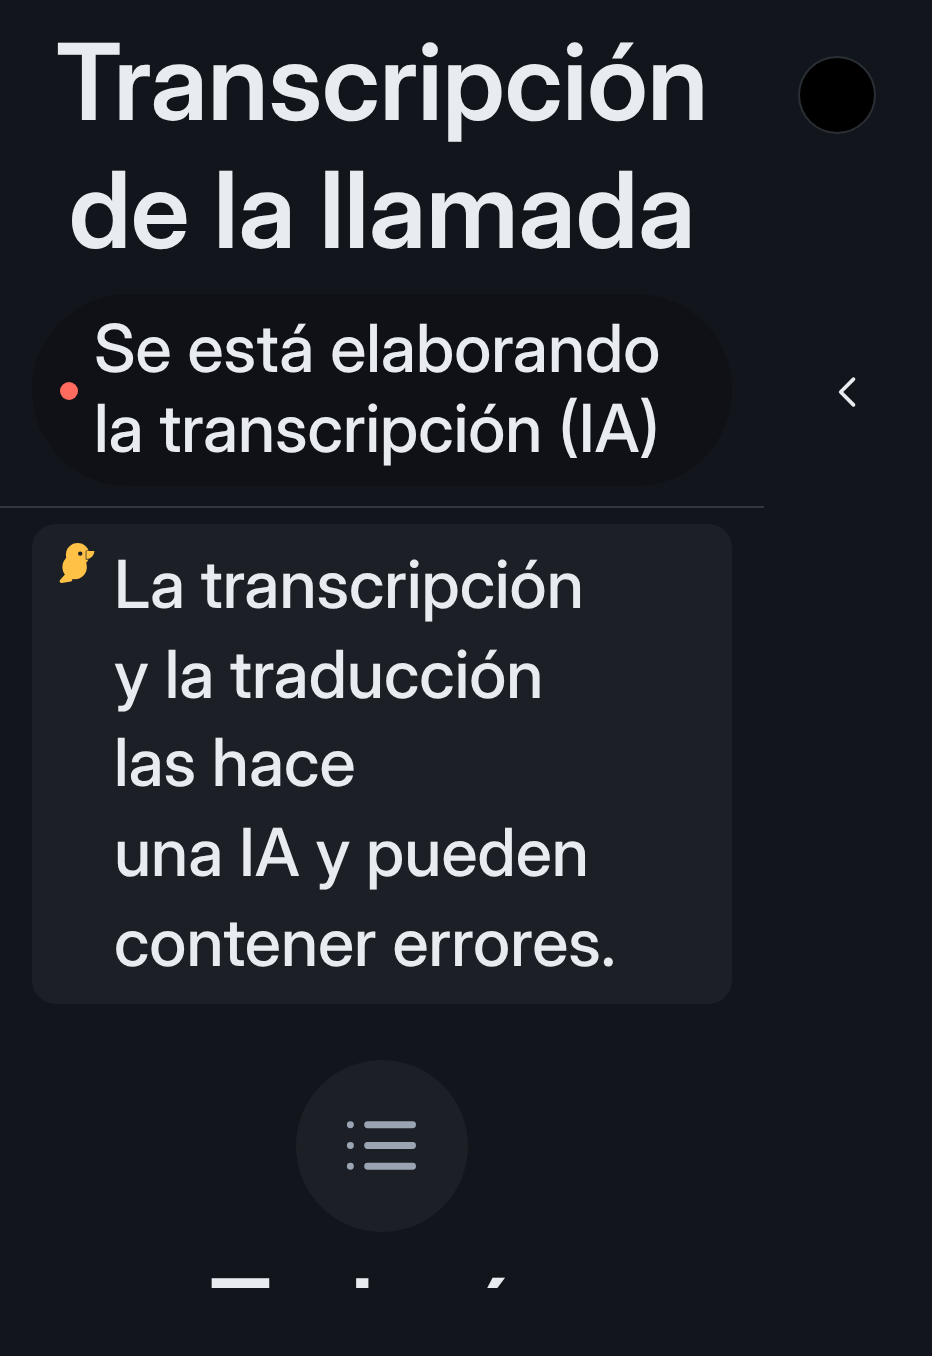 Transcripción
de la llamada
Se está elaborando
la transcripción (IA)
La transcripción
y la traducción
las hace
una IA y pueden
contener errores.